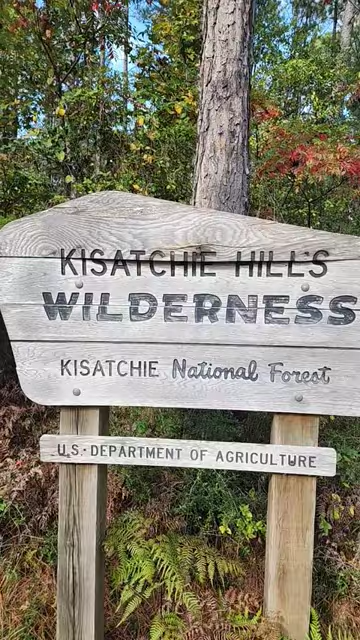 KISATCHIE HILLS
WILDERNESS
KISATCHIE National Forest
U.S. DEPARTMENT OF AGRICULTURE